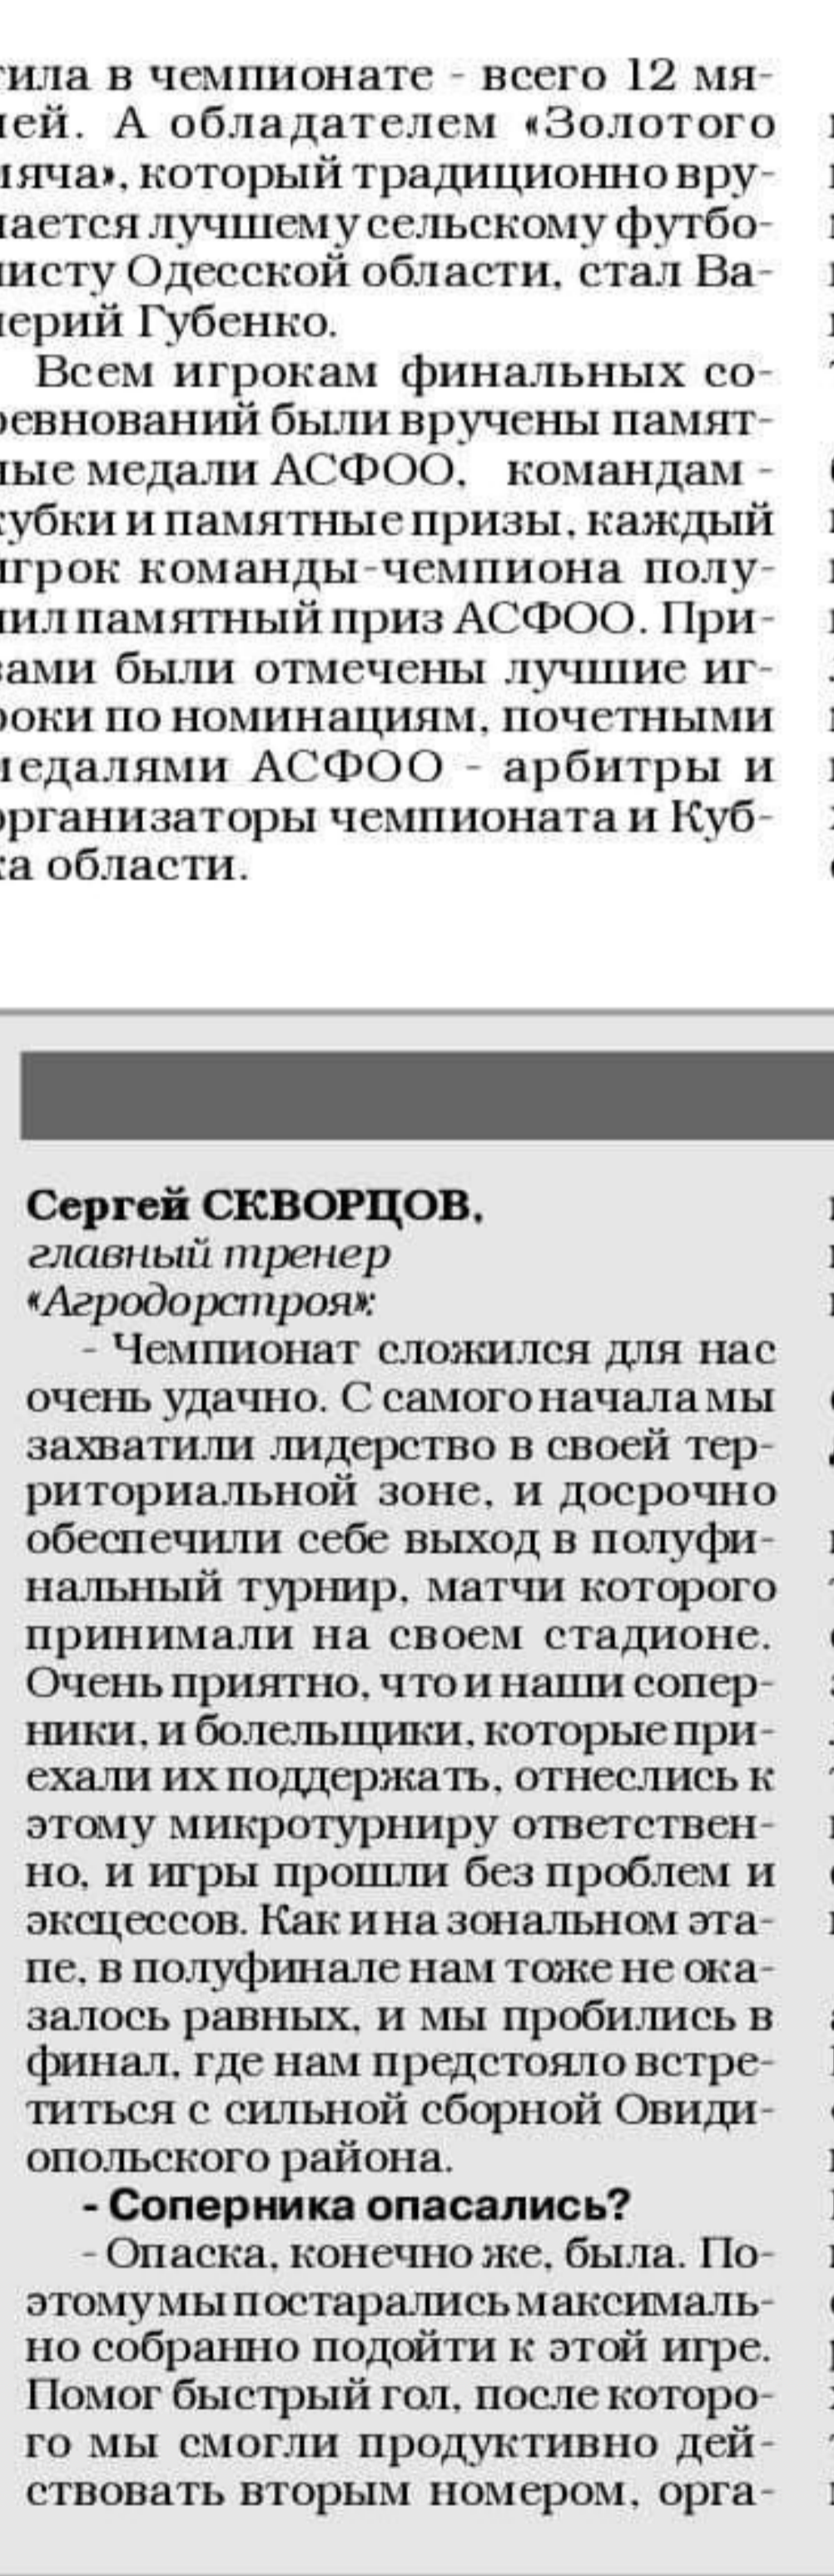 тила в чемпионате - всего 12 мя-
чей. А обладателем «Золотого
мяча», который традиционно вру-
чается лучшему сельскому футбо-
листу Одесской области, стал Ва-
лерий Губенко.
Всем игрокам финальных со-
ревнований были вручены памят-
ные медали АСФОО, командам -
кубки и памятные призы, каждый
игрок команды-чемпиона полу-
чил памятный приз АСФОО. При-
зами были отмечены лучшие иг-
роки по номинациям, почетными
медалями АСФОО - арбитры и
организаторы чемпионата и Куб-
ка области.
Сергей СКВОРЦОВ,
главный тренер
«Агродорстроя»:
- Чемпионат сложился для нас
очень удачно. С самого начала мы
захватили лидерство в своей тер-
риториальной зоне, и досрочно
обеспечили себе выход в полуфи-
нальный турнир, матчи которого
принимали на своем стадионе.
Очень приятно, что и наши сопер-
ники, и болельщики, которые при-
ехали их поддержать, отнеслись к
этому микротурниру ответствен-
но, и игры прошли без проблем и
эксцессов. Как и на зональном эта-
пе, в полуфинале нам тоже не ока-
залось равных, и мы пробились в
финал, где нам предстояло встре-
титься с сильной сборной Овиди-
опольского района.
- Соперника опасались?
- Опаска, конечно же, была. По-
этому мы постарались максималь-
но собранно подойти к этой игре.
Помог быстрый гол, после которо-
го мы смогли продуктивно дей-
ствовать вторым номером, орга-